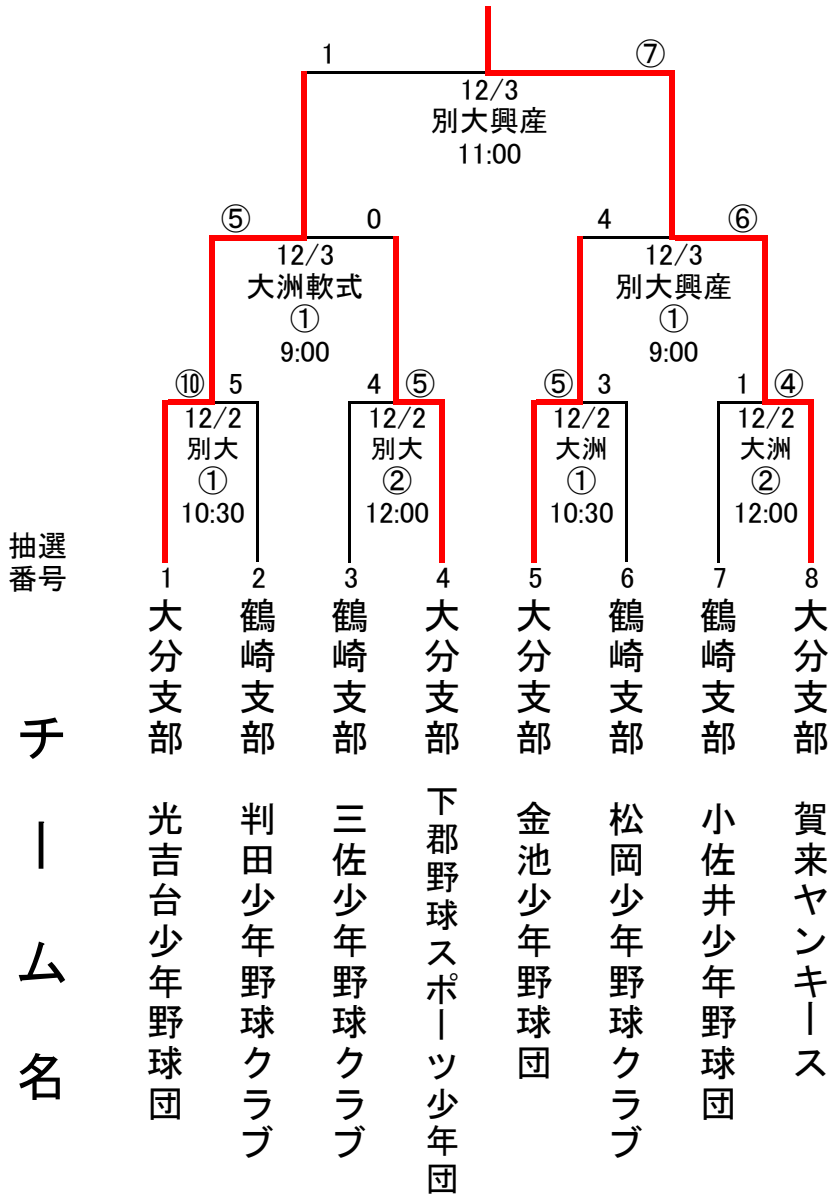 1 ⑦
12/3
別大興産
11:00
⑤ 0 4 ⑥
12/3 12/3
大洲軟式 別大興産
① ①
9:00 9:00
⑩ 5 4 ⑤ ⑤ 3 1 ④
12/2 12/2 12/2 12/2
別大 別大 大洲 大洲
① ② ① ②
10:30 12:00 10:30 12:00
抽選
番号
1 2 3 4 5 6 7 8
チーム名
大分支部 光吉台少年野球団
鶴崎支部 判田少年野球クラブ
鶴崎支部 三佐少年野球クラブ
大分支部 下郡野球スポーツ少年団
大分支部 金池少年野球団
鶴崎支部 松岡少年野球クラブ
鶴崎支部 小佐井少年野球団
大分支部 賀来ヤンキース